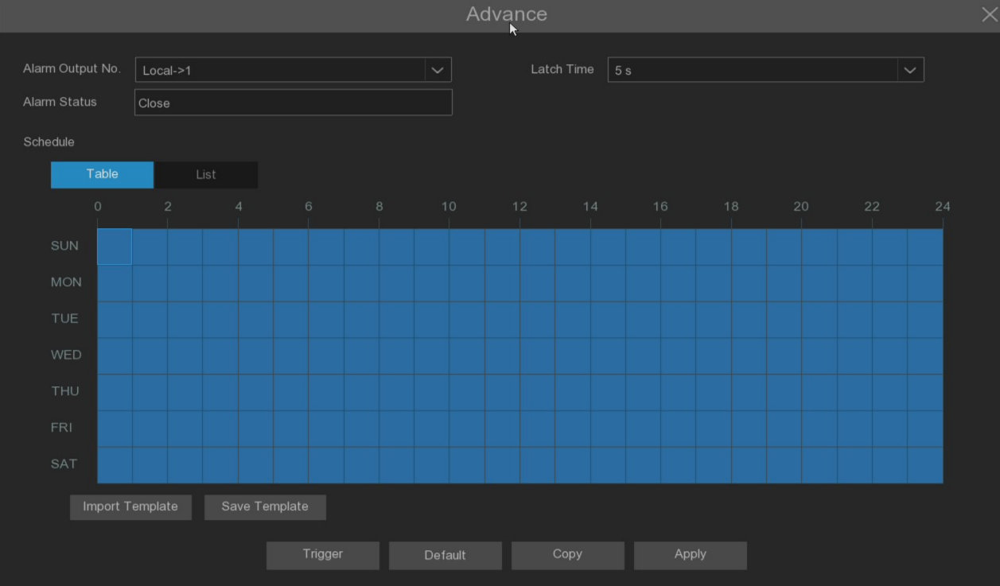 Advance
Alarm Output No. Local->1 Latch Time 5 s
Alarm Status Close
Schedule
Table List
0 2 4 6 8 10 12 14 16 18 20 22 24
SUN
MON
TUE
WED
THU
FRI
SAT
Import Template Save Template
Trigger Default Copy Apply